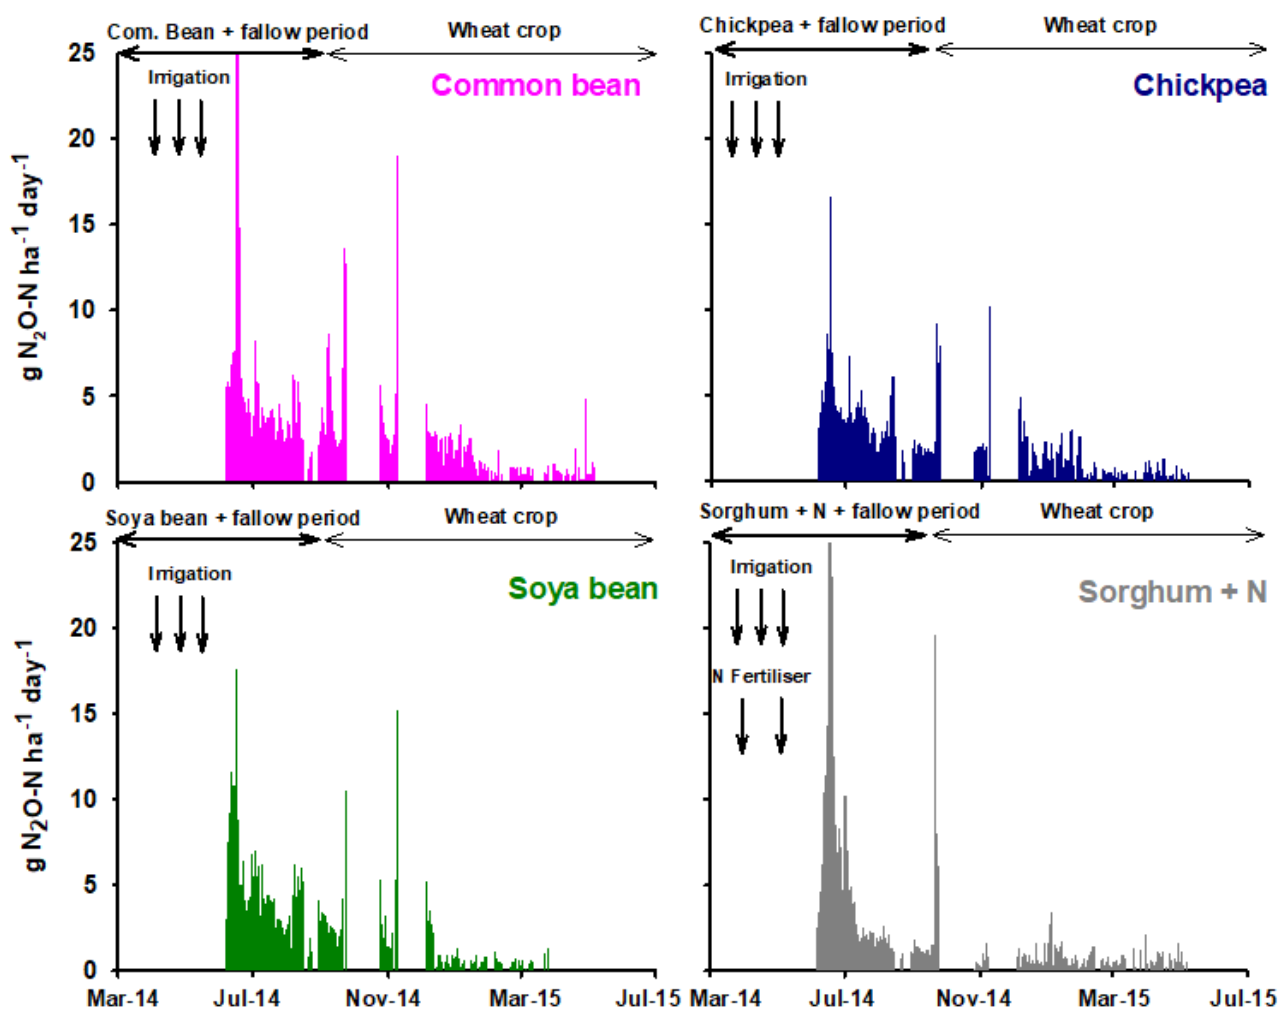 Com. Bean + fallow period
Wheat crop
Irrigation
Common bean
25
20
15
10
5
0
g N₂O-N ha⁻¹ day⁻¹
Chickpea + fallow period
Wheat crop
Irrigation
Chickpea
Soya bean + fallow period
Wheat crop
Irrigation
Soya bean
25
20
15
10
5
0
g N₂O-N ha⁻¹ day⁻¹
Mar-14
Jul-14
Nov-14
Mar-15
Jul-15
Sorghum + N + fallow period
Wheat crop
Irrigation
Sorghum + N
N Fertiliser
Mar-14
Jul-14
Nov-14
Mar-15
Jul-15